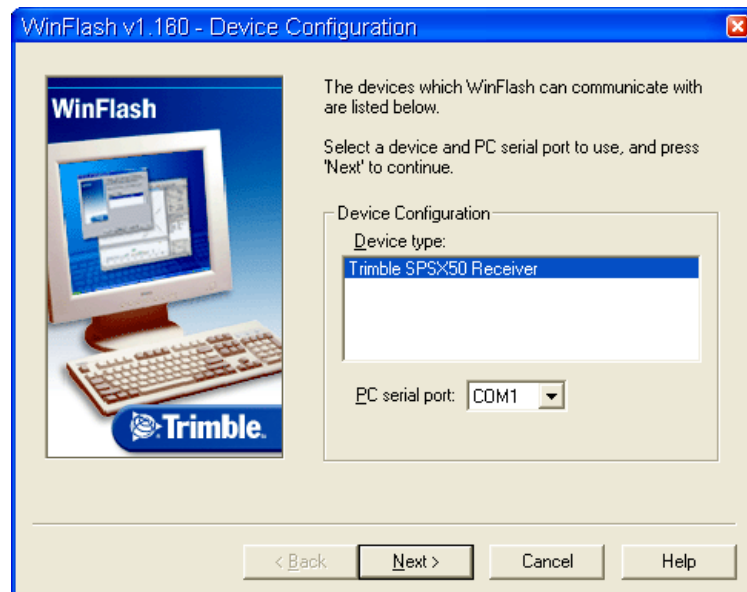 WinFlash v1.160 - Device Configuration
WinFlash
Trimble.
The devices which WinFlash can communicate with
are listed below.
Select a device and PC serial port to use, and press
'Next' to continue.
Device Configuration
Device type:
Trimble SPSX50 Receiver
PC serial port: COM1
< Back Next > Cancel Help